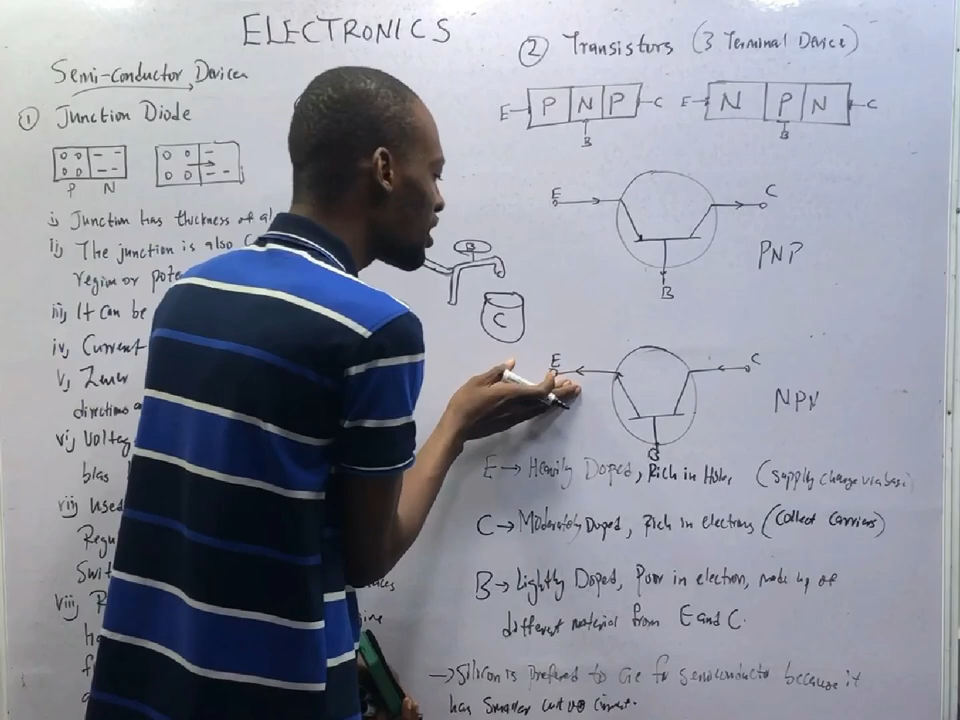 ELECTRONICS
Semi-conductor Devices
① Junction Diode
P N
i) Junction has thickness of
ii) The junction is also
region or
iii) It can be
iv) Current
v) Zener
directions
vi) Voltag
bias
vii) Used
Regu
Swit
viii) R
② Transistors (3 Terminal Device)
E P N P C
B
E N P N C
B
E C
B
PNP
B
C
E C
B
NPN
E → Heavily Doped, Rich in Holes (supply charge via base)
C → Moderately Doped, Rich in electrons (Collect Carriers)
B → Lightly Doped, Poor in electron, made up of
different material from E and C.
→ Silicon is prefered to Ge for semiconductor because it
has smaller cut off current.